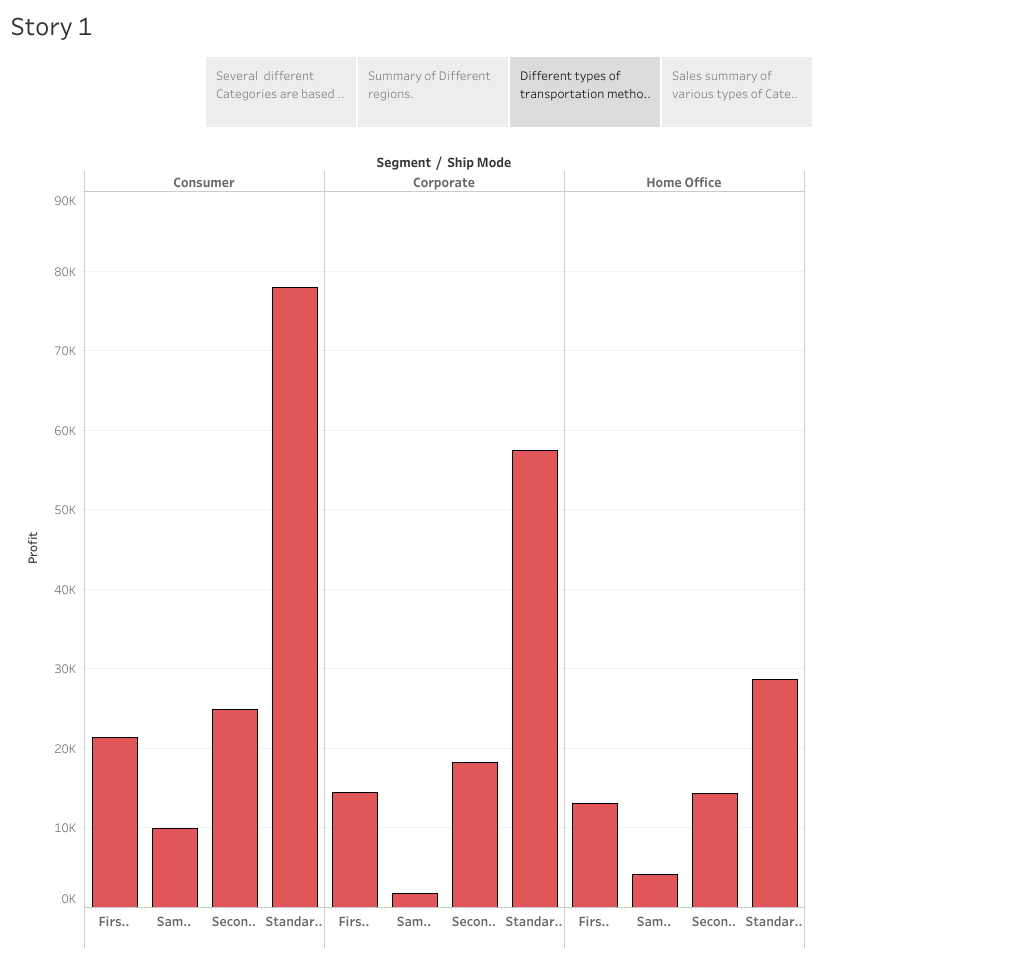 Story 1
Several different
Categories are based ..
Summary of Different
regions.
Different types of
transportation metho..
Sales summary of
various types of Cate..
Segment / Ship Mode
Consumer Corporate Home Office
90K
80K
70K
60K
50K
40K
30K
20K
10K
0K
Profit
Firs.. Sam.. Secon.. Standar.. Firs.. Sam.. Secon.. Standar.. Firs.. Sam.. Secon.. Standar..